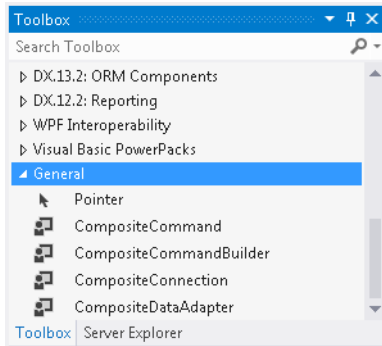 Toolbox
Search Toolbox
DX.13.2: ORM Components
DX.12.2: Reporting
WPF Interoperability
Visual Basic PowerPacks
General
Pointer
CompositeCommand
CompositeCommandBuilder
CompositeConnection
CompositeDataAdapter
Toolbox Server Explorer